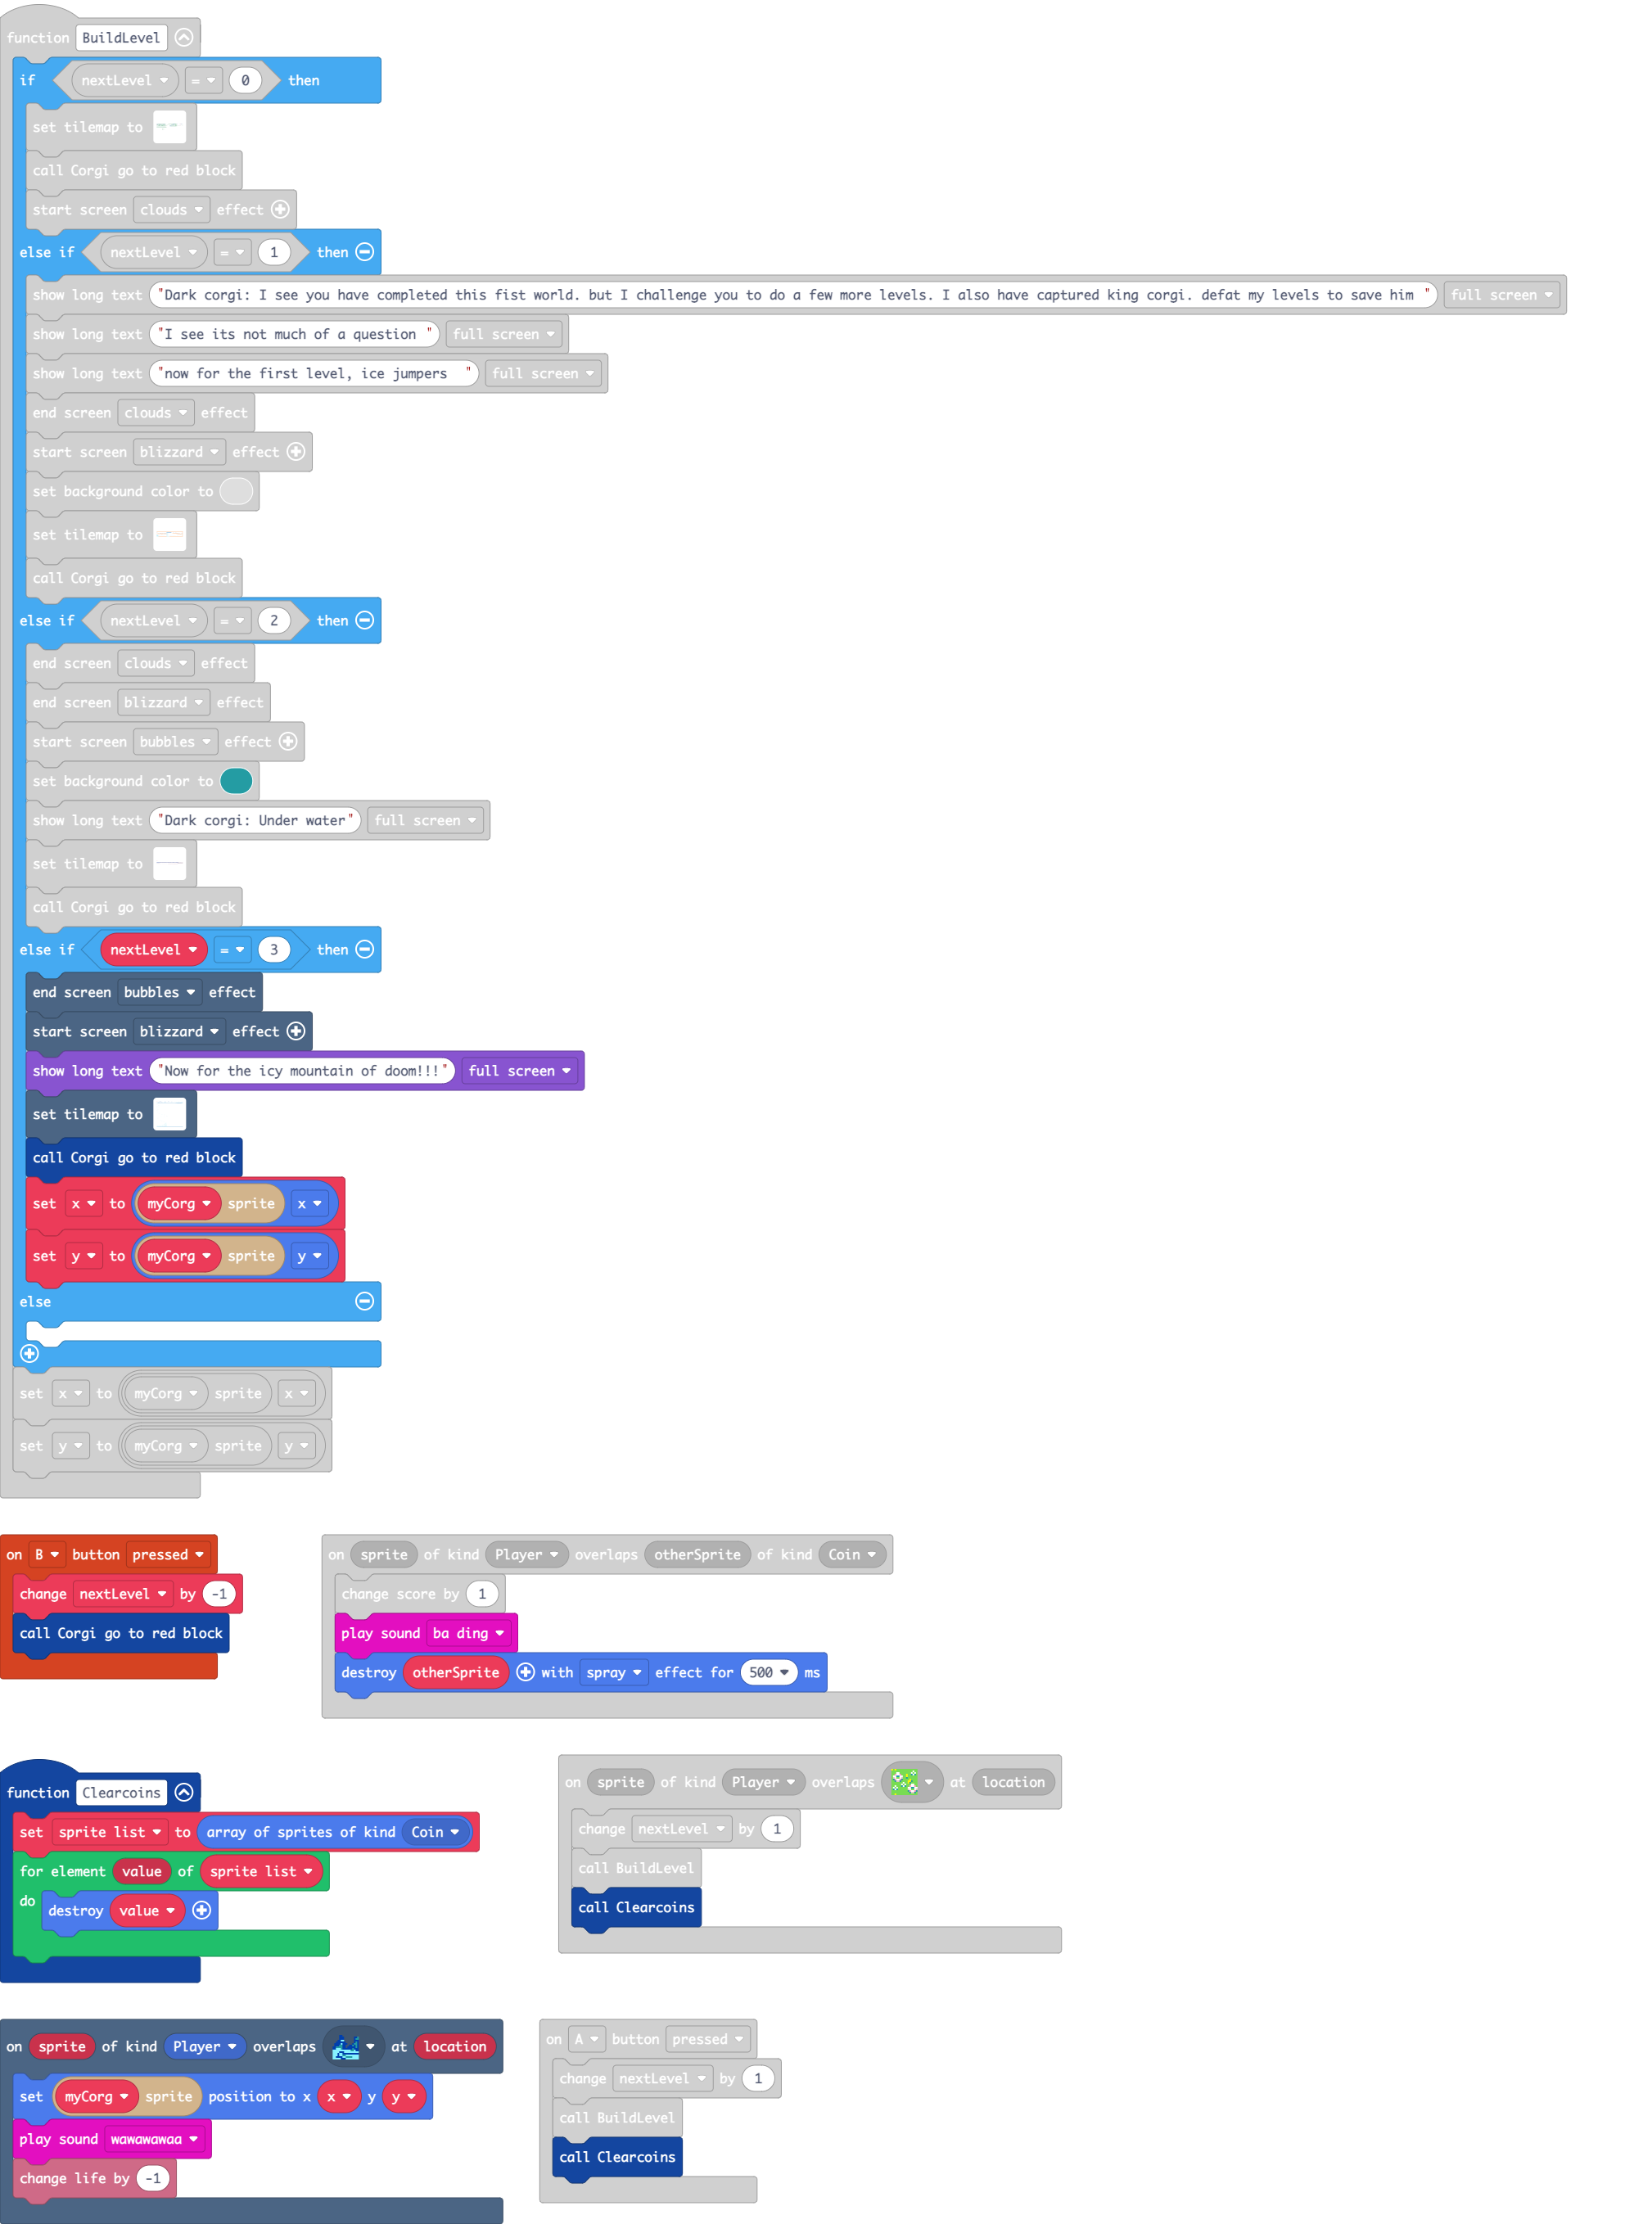 function BuildLevel
if nextLevel = 0 then
set tilemap to
call Corgi go to red block
start screen clouds effect
else if nextLevel = 1 then
show long text "Dark corgi: I see you have completed this fist world. but I challenge you to do a few more levels. I also have captured king corgi. defat my levels to save him " full screen
show long text "I see its not much of a question " full screen
show long text "now for the first level, ice jumpers  " full screen
end screen clouds effect
start screen blizzard effect
set background color to
set tilemap to
call Corgi go to red block
else if nextLevel = 2 then
end screen clouds effect
end screen blizzard effect
start screen bubbles effect
set background color to
show long text "Dark corgi: Under water" full screen
set tilemap to
call Corgi go to red block
else if nextLevel = 3 then
end screen bubbles effect
start screen blizzard effect
show long text "Now for the icy mountain of doom!!!" full screen
set tilemap to
call Corgi go to red block
set x to myCorg sprite x
set y to myCorg sprite y
else
set x to myCorg sprite x
set y to myCorg sprite y
on B button pressed
change nextLevel by -1
call Corgi go to red block
on sprite of kind Player overlaps otherSprite of kind Coin
change score by 1
play sound ba ding
destroy otherSprite with spray effect for 500 ms
function Clearcoins
set sprite list to array of sprites of kind Coin
for element value of sprite list
do destroy value
on sprite of kind Player overlaps at location
change nextLevel by 1
call BuildLevel
call Clearcoins
on sprite of kind Player overlaps at location
set myCorg sprite position to x x y y
play sound wawawawaa
change life by -1
on A button pressed
change nextLevel by 1
call BuildLevel
call Clearcoins